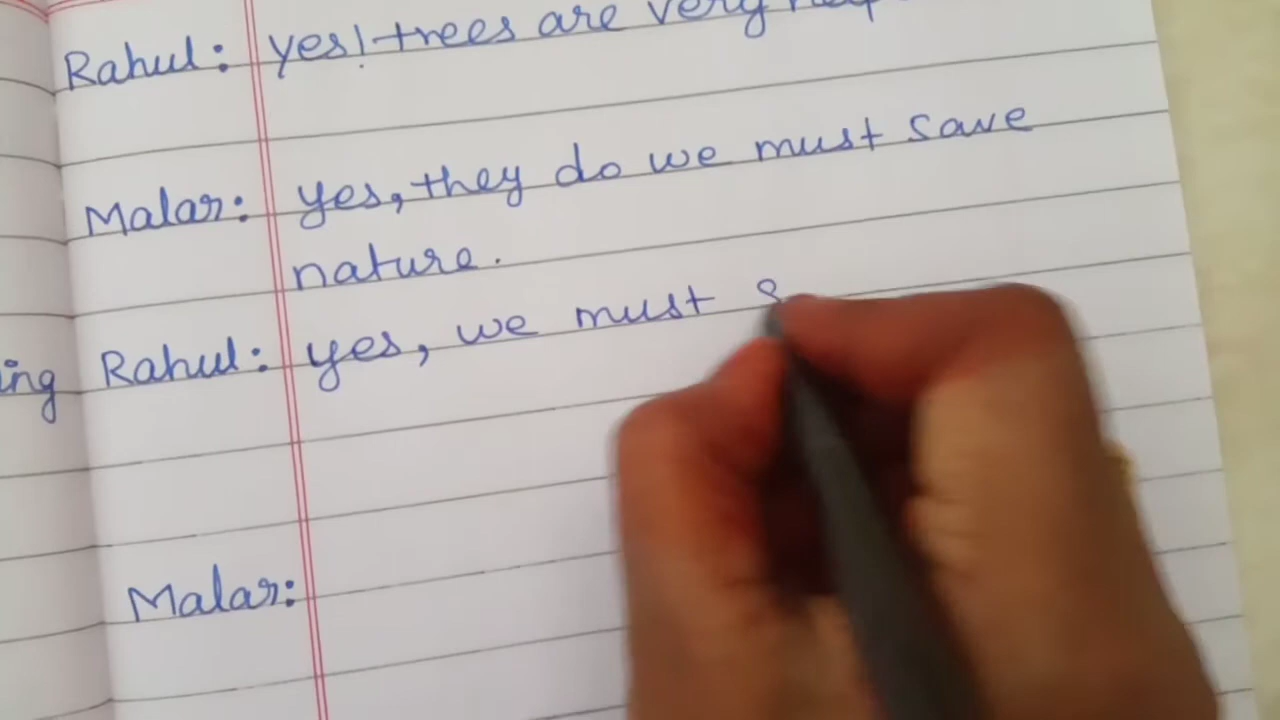 Rahul: yes! trees are very
Malar: yes, they do we must save
nature.
ing Rahul: yes, we must
Malar: